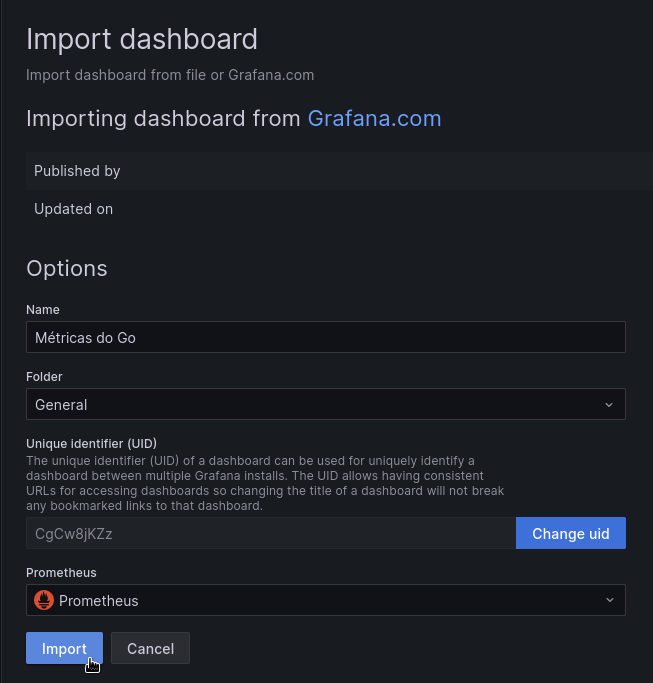 Import dashboard
Import dashboard from file or Grafana.com
Importing dashboard from Grafana.com
Published by
Updated on
Options
Name
Métricas do Go
Folder
General
Unique identifier (UID)
The unique identifier (UID) of a dashboard can be used for uniquely identify a
dashboard between multiple Grafana installs. The UID allows having consistent
URLs for accessing dashboards so changing the title of a dashboard will not break
any bookmarked links to that dashboard.
CgCw8jKZz
Change uid
Prometheus
Prometheus
Import Cancel